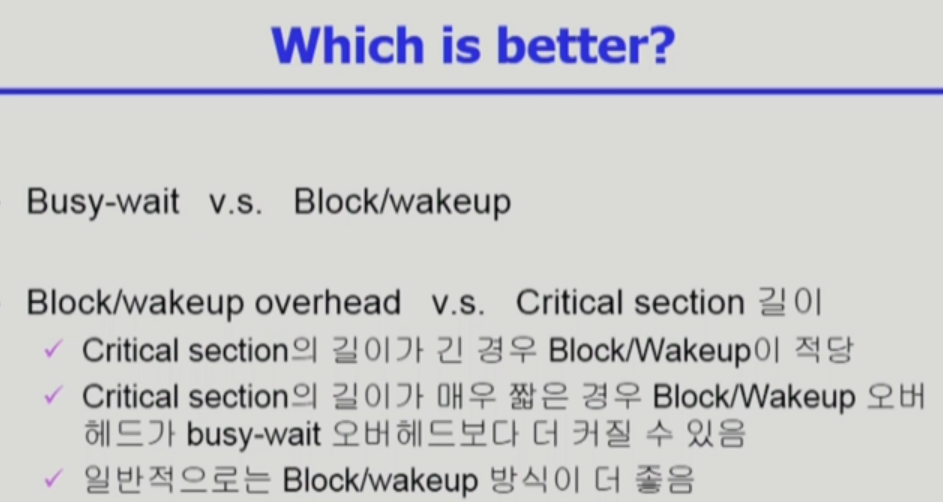 Which is better?
Busy-wait v.s. Block/wakeup
Block/wakeup overhead v.s. Critical section 길이
✓ Critical section의 길이가 긴 경우 Block/Wakeup이 적당
✓ Critical section의 길이가 매우 짧은 경우 Block/Wakeup 오버
헤드가 busy-wait 오버헤드보다 더 커질 수 있음
✓ 일반적으로는 Block/wakeup 방식이 더 좋음